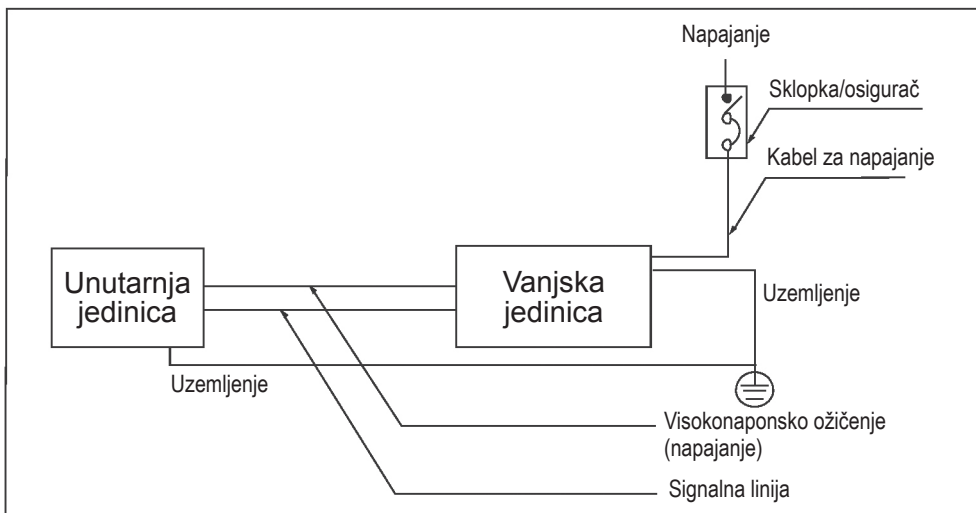 Napajanje
Sklopka/osigurač
Kabel za napajanje
Unutarnja
jedinica
Vanjska
jedinica
Uzemljenje
Uzemljenje
Visokonaponsko ožičenje
(napajanje)
Signalna linija